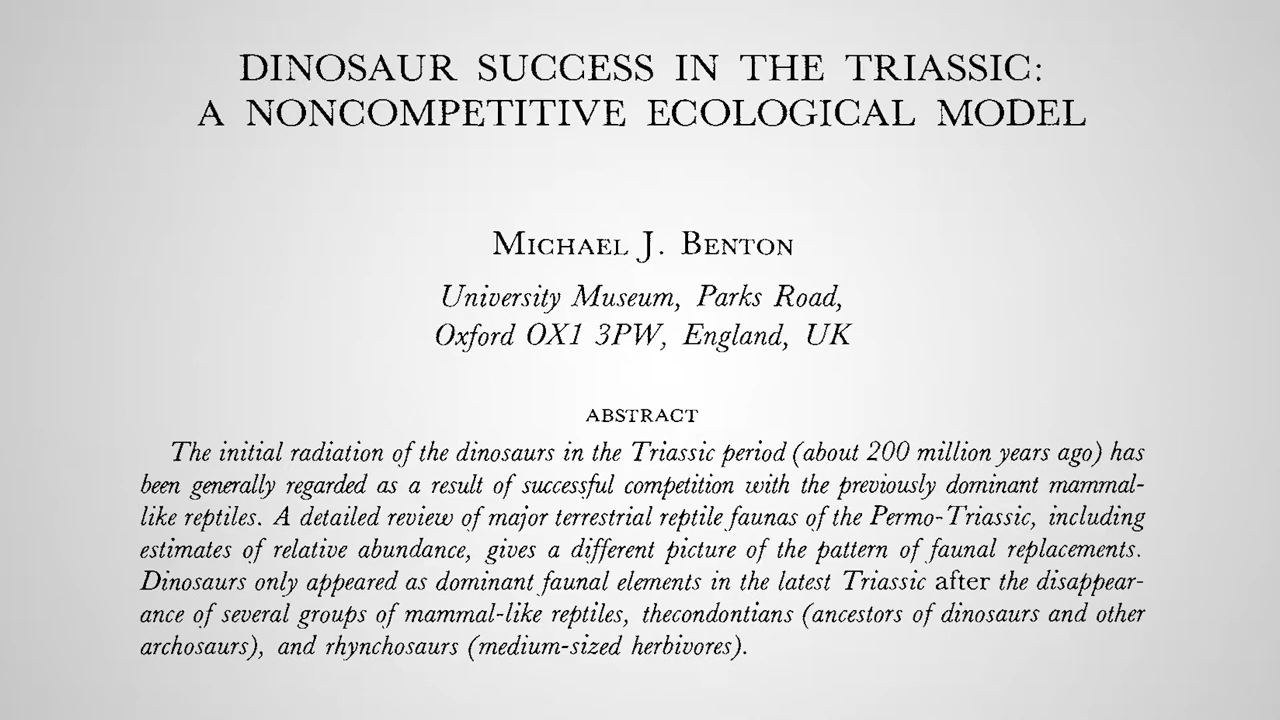 DINOSAUR SUCCESS IN THE TRIASSIC:
A NONCOMPETITIVE ECOLOGICAL MODEL
MICHAEL J. BENTON
University Museum, Parks Road,
Oxford OX1 3PW, England, UK
ABSTRACT
The initial radiation of the dinosaurs in the Triassic period (about 200 million years ago) has
been generally regarded as a result of successful competition with the previously dominant mammal-
like reptiles. A detailed review of major terrestrial reptile faunas of the Permo-Triassic, including
estimates of relative abundance, gives a different picture of the pattern of faunal replacements.
Dinosaurs only appeared as dominant faunal elements in the latest Triassic after the disappear-
ance of several groups of mammal-like reptiles, thecondontians (ancestors of dinosaurs and other
archosaurs), and rhynchosaurs (medium-sized herbivores).